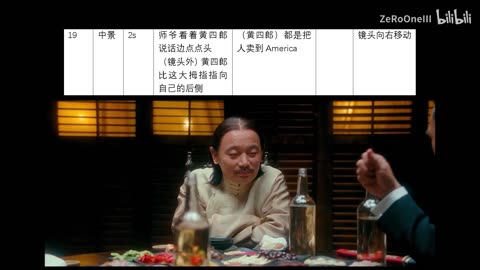 ZeRoOneIII bilibili
19 中景 2s 师爷看着黄四郎 （黄四郎）都是把 镜头向右移动
说话边点点头 人卖到 America
（镜头外）黄四郎
比这大拇指指向
自己的后侧